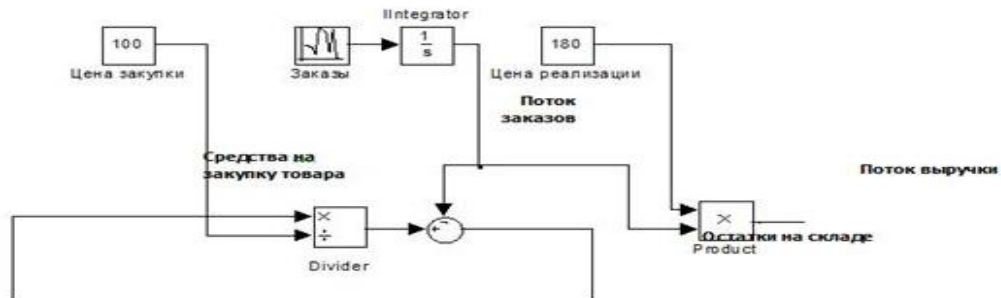 IIntegrator
100
1
s
180
Цена закупки
Заказы
Цена реализации
Поток
заказов
Средства на
закупку товара
Поток выручки
×
÷
+
-
×
Остатки на складе
Product
Divider